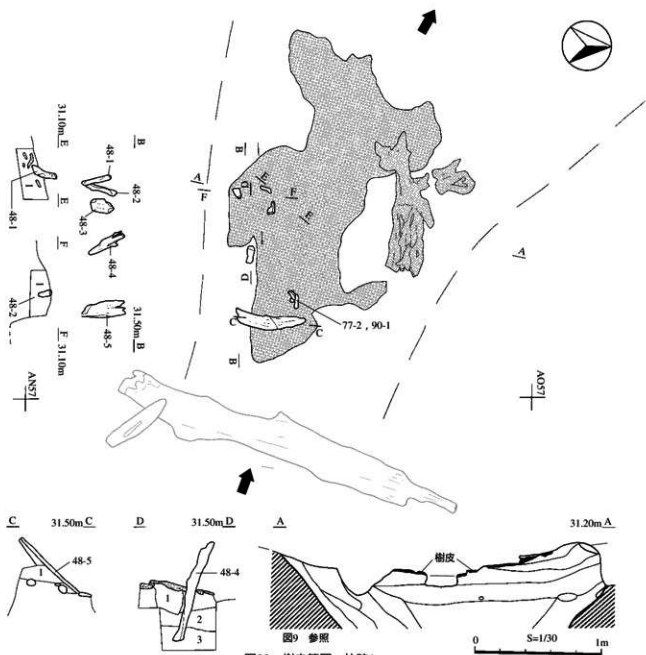 31.10m E
B
48-1
48-2
1
E
48-3
48-1
F
48-4
48-2
1
48-5
31.50m B
F
31.10m
AN57
B
A
F
D
E
F
E
D
C
C
B
77-2 , 90-1
A
AO57
C 31.50m C
48-5
1
D 31.50m D
48-4
1
2
3
A 31.20m A
樹皮
図9 参照
0 S=1/30 1m